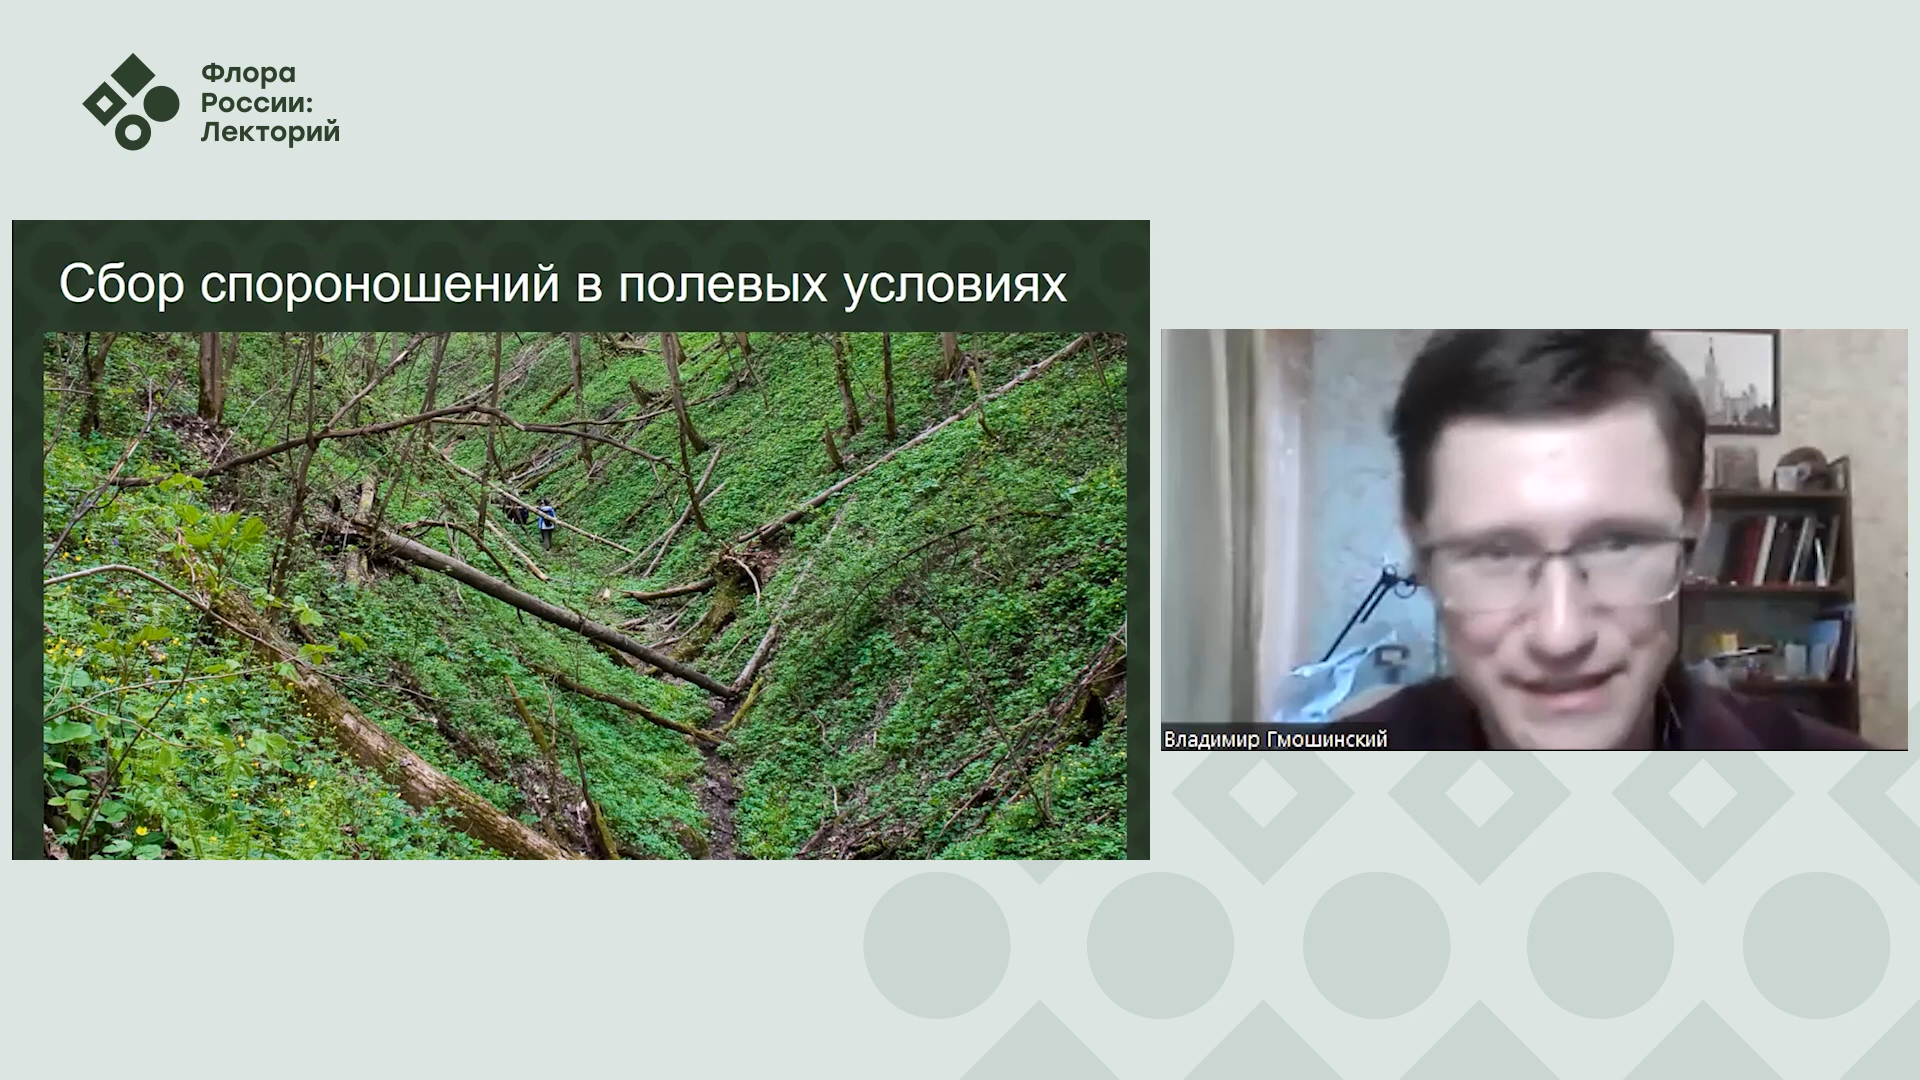 Флора
России:
Лекторий
Сбор спороношений в полевых условиях
Владимир Гмошинский